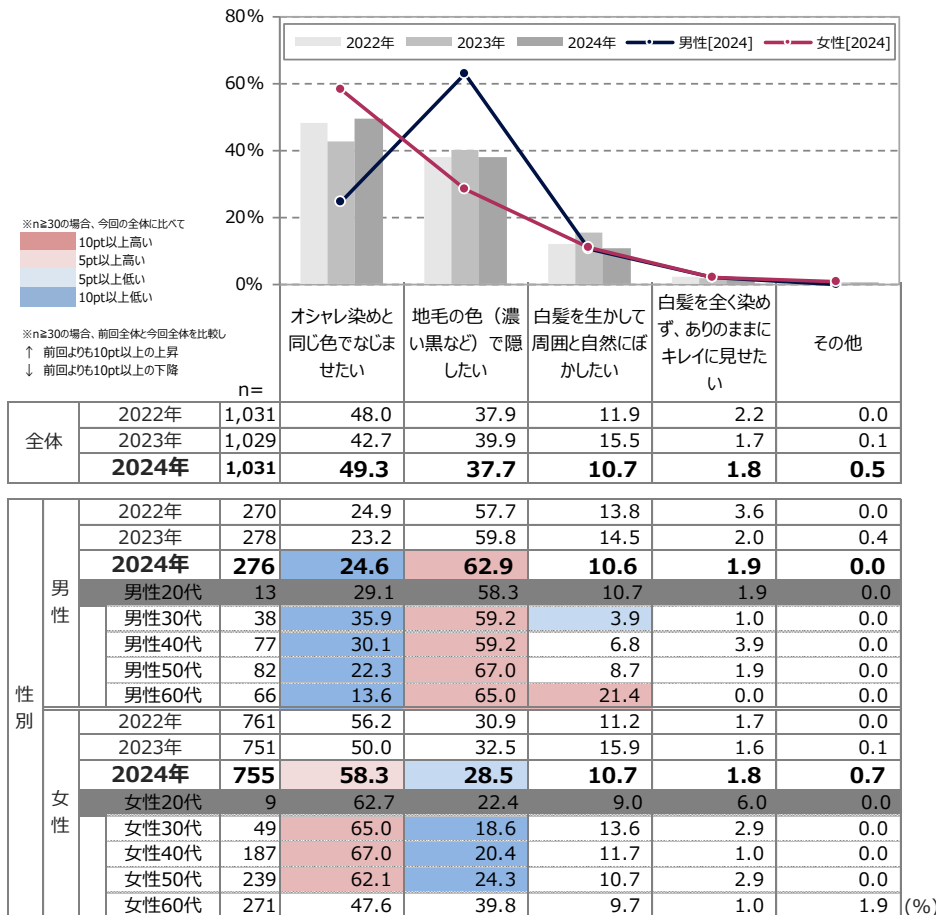 80%
60%
40%
20%
0%
2022年 2023年 2024年 男性[2024] 女性[2024]
※n≧30の場合、今回の全体に比べて
10pt以上高い
5pt以上高い
5pt以上低い
10pt以上低い
※n≧30の場合、前回全体と今回全体を比較し
↑ 前回よりも10pt以上の上昇
↓ 前回よりも10pt以上の下降
n=
オシャレ染めと
同じ色でなじま
せたい
地毛の色（濃
い黒など）で隠
したい
白髪を生かして
周囲と自然にぼ
かしたい
白髪を全く染め
ず、ありのままに
キレイに見せた
い
その他
全体
2022年 1,031 48.0 37.9 11.9 2.2 0.0
2023年 1,029 42.7 39.9 15.5 1.7 0.1
2024年 1,031 49.3 37.7 10.7 1.8 0.5
性別
男性
2022年 270 24.9 57.7 13.8 3.6 0.0
2023年 278 23.2 59.8 14.5 2.0 0.4
2024年 276 24.6 62.9 10.6 1.9 0.0
男性20代 13 29.1 58.3 10.7 1.9 0.0
男性30代 38 35.9 59.2 3.9 1.0 0.0
男性40代 77 30.1 59.2 6.8 3.9 0.0
男性50代 82 22.3 67.0 8.7 1.9 0.0
男性60代 66 13.6 65.0 21.4 0.0 0.0
女性
2022年 761 56.2 30.9 11.2 1.7 0.0
2023年 751 50.0 32.5 15.9 1.6 0.1
2024年 755 58.3 28.5 10.7 1.8 0.7
女性20代 9 62.7 22.4 9.0 6.0 0.0
女性30代 49 65.0 18.6 13.6 2.9 0.0
女性40代 187 67.0 20.4 11.7 1.0 0.0
女性50代 239 62.1 24.3 10.7 2.9 0.0
女性60代 271 47.6 39.8 9.7 1.0 1.9 (%)